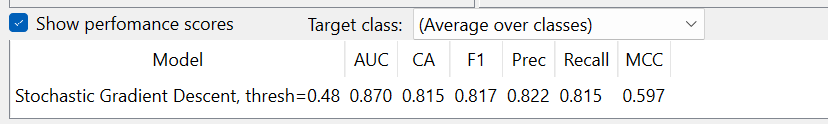 Show perfomance scores Target class: (Average over classes)
Model AUC CA F1 Prec Recall MCC
Stochastic Gradient Descent, thresh=0.48 0.870 0.815 0.817 0.822 0.815 0.597